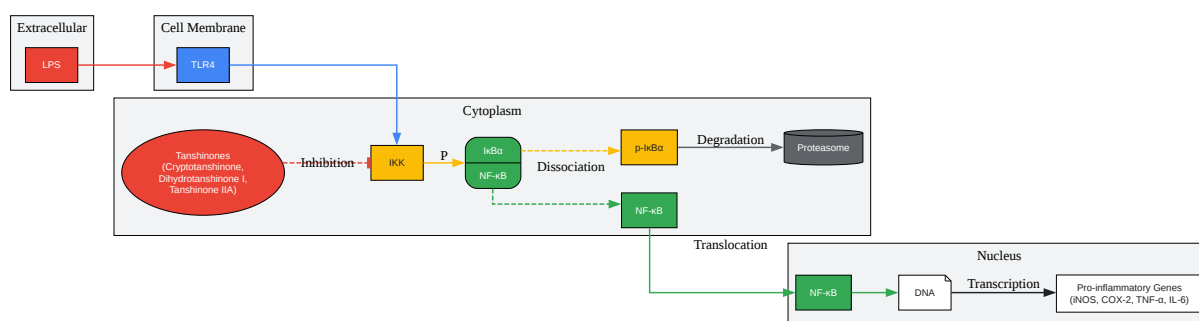 Extracellular
LPS
Cell Membrane
TLR4
Cytoplasm
Tanshinones
(Cryptotanshinone,
Dihydrotanshinone I,
Tanshinone IIA)
Inhibition
IKK
P
IκBα
NF-κB
Dissociation
p-IκBα
Degradation
Proteasome
NF-κB
Translocation
Nucleus
NF-κB
DNA
Transcription
Pro-inflammatory Genes
(iNOS, COX-2, TNF-α, IL-6)